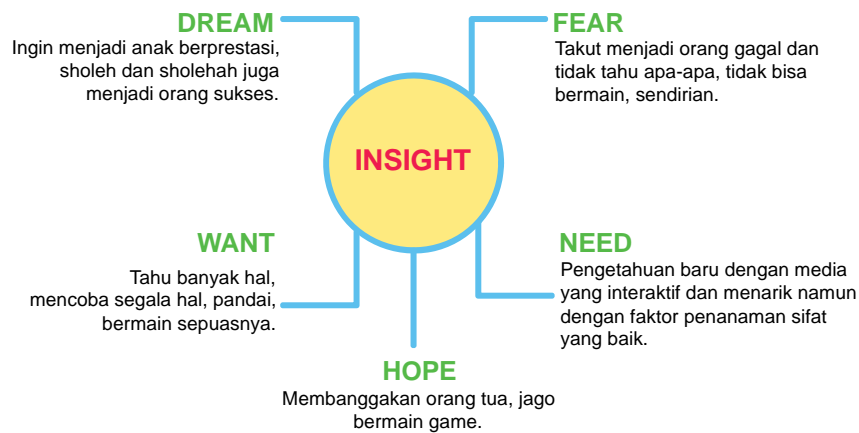 DREAM
Ingin menjadi anak berprestasi,
sholeh dan sholehah juga
menjadi orang sukses.
FEAR
Takut menjadi orang gagal dan
tidak tahu apa-apa, tidak bisa
bermain, sendirian.
INSIGHT
WANT
Tahu banyak hal,
mencoba segala hal, pandai,
bermain sepuasnya.
NEED
Pengetahuan baru dengan media
yang interaktif dan menarik namun
dengan faktor penanaman sifat
yang baik.
HOPE
Membanggakan orang tua, jago
bermain game.